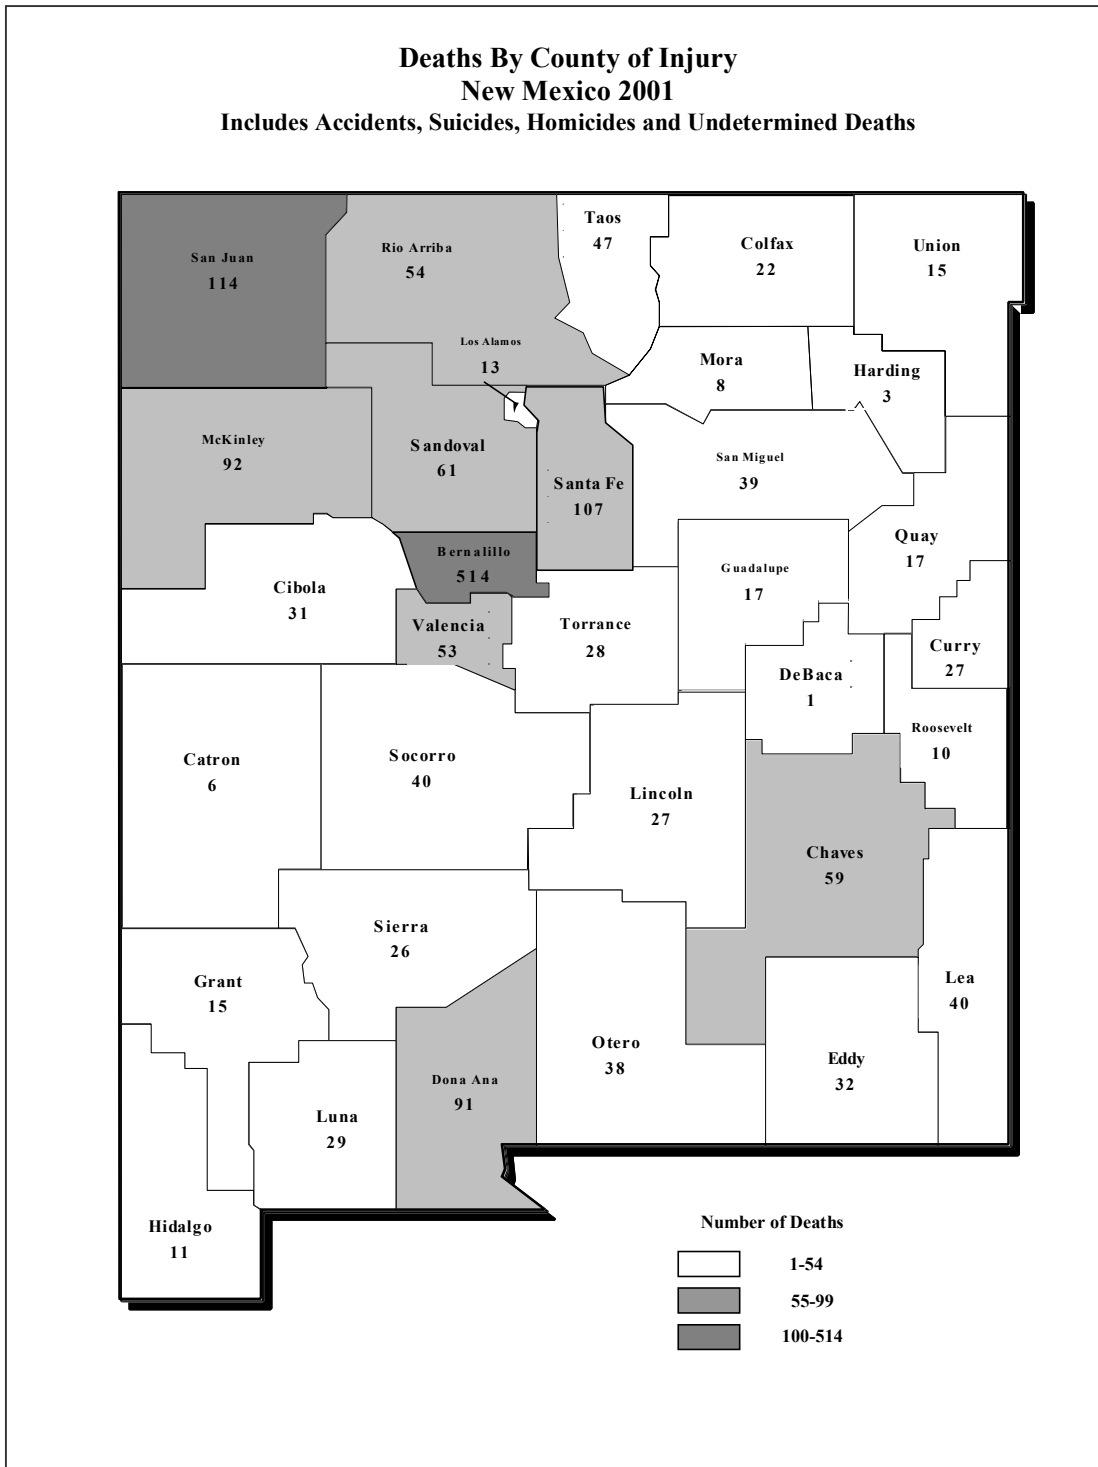 Deaths By County of Injury
New Mexico 2001
Includes Accidents, Suicides, Homicides and Undetermined Deaths
San Juan
114
Rio Arriba
54
Taos
47
Colfax
22
Union
15
Los Alamos
13
Mora
8
Harding
3
McKinley
92
Sandoval
61
Santa Fe
107
San Miguel
39
Quay
17
Bernalillo
514
Guadalupe
17
Cibola
31
Valencia
53
Torrance
28
Curry
27
DeBaca
1
Roosevelt
10
Catron
6
Socorro
40
Lincoln
27
Chaves
59
Sierra
26
Grant
15
Lea
40
Otero
38
Eddy
32
Dona Ana
91
Luna
29
Hidalgo
11
Number of Deaths
1-54
55-99
100-514